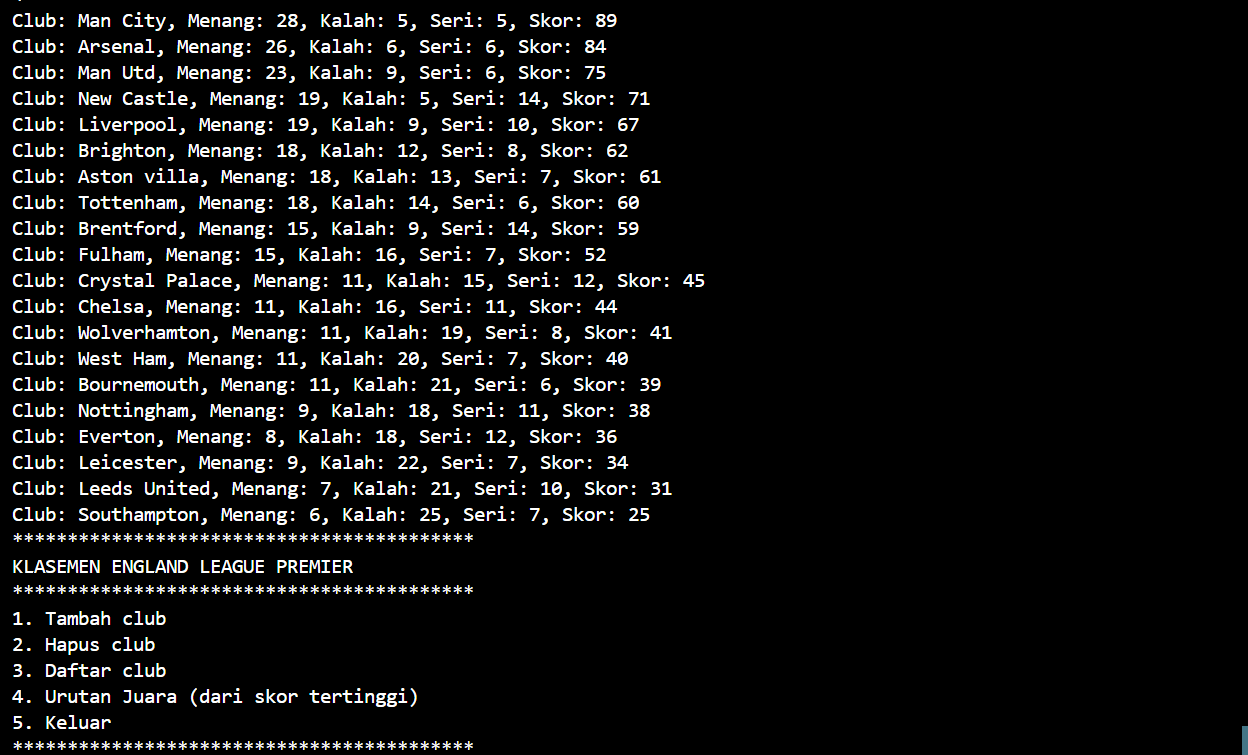 Club: Man City, Menang: 28, Kalah: 5, Seri: 5, Skor: 89
Club: Arsenal, Menang: 26, Kalah: 6, Seri: 6, Skor: 84
Club: Man Utd, Menang: 23, Kalah: 9, Seri: 6, Skor: 75
Club: New Castle, Menang: 19, Kalah: 5, Seri: 14, Skor: 71
Club: Liverpool, Menang: 19, Kalah: 9, Seri: 10, Skor: 67
Club: Brighton, Menang: 18, Kalah: 12, Seri: 8, Skor: 62
Club: Aston villa, Menang: 18, Kalah: 13, Seri: 7, Skor: 61
Club: Tottenham, Menang: 18, Kalah: 14, Seri: 6, Skor: 60
Club: Brentford, Menang: 15, Kalah: 9, Seri: 14, Skor: 59
Club: Fulham, Menang: 15, Kalah: 16, Seri: 7, Skor: 52
Club: Crystal Palace, Menang: 11, Kalah: 15, Seri: 12, Skor: 45
Club: Chelsa, Menang: 11, Kalah: 16, Seri: 11, Skor: 44
Club: Wolverhamton, Menang: 11, Kalah: 19, Seri: 8, Skor: 41
Club: West Ham, Menang: 11, Kalah: 20, Seri: 7, Skor: 40
Club: Bournemouth, Menang: 11, Kalah: 21, Seri: 6, Skor: 39
Club: Nottingham, Menang: 9, Kalah: 18, Seri: 11, Skor: 38
Club: Everton, Menang: 8, Kalah: 18, Seri: 12, Skor: 36
Club: Leicester, Menang: 9, Kalah: 22, Seri: 7, Skor: 34
Club: Leeds United, Menang: 7, Kalah: 21, Seri: 10, Skor: 31
Club: Southampton, Menang: 6, Kalah: 25, Seri: 7, Skor: 25
******************************************
KLASEMEN ENGLAND LEAGUE PREMIER
******************************************
1. Tambah club
2. Hapus club
3. Daftar club
4. Urutan Juara (dari skor tertinggi)
5. Keluar
******************************************